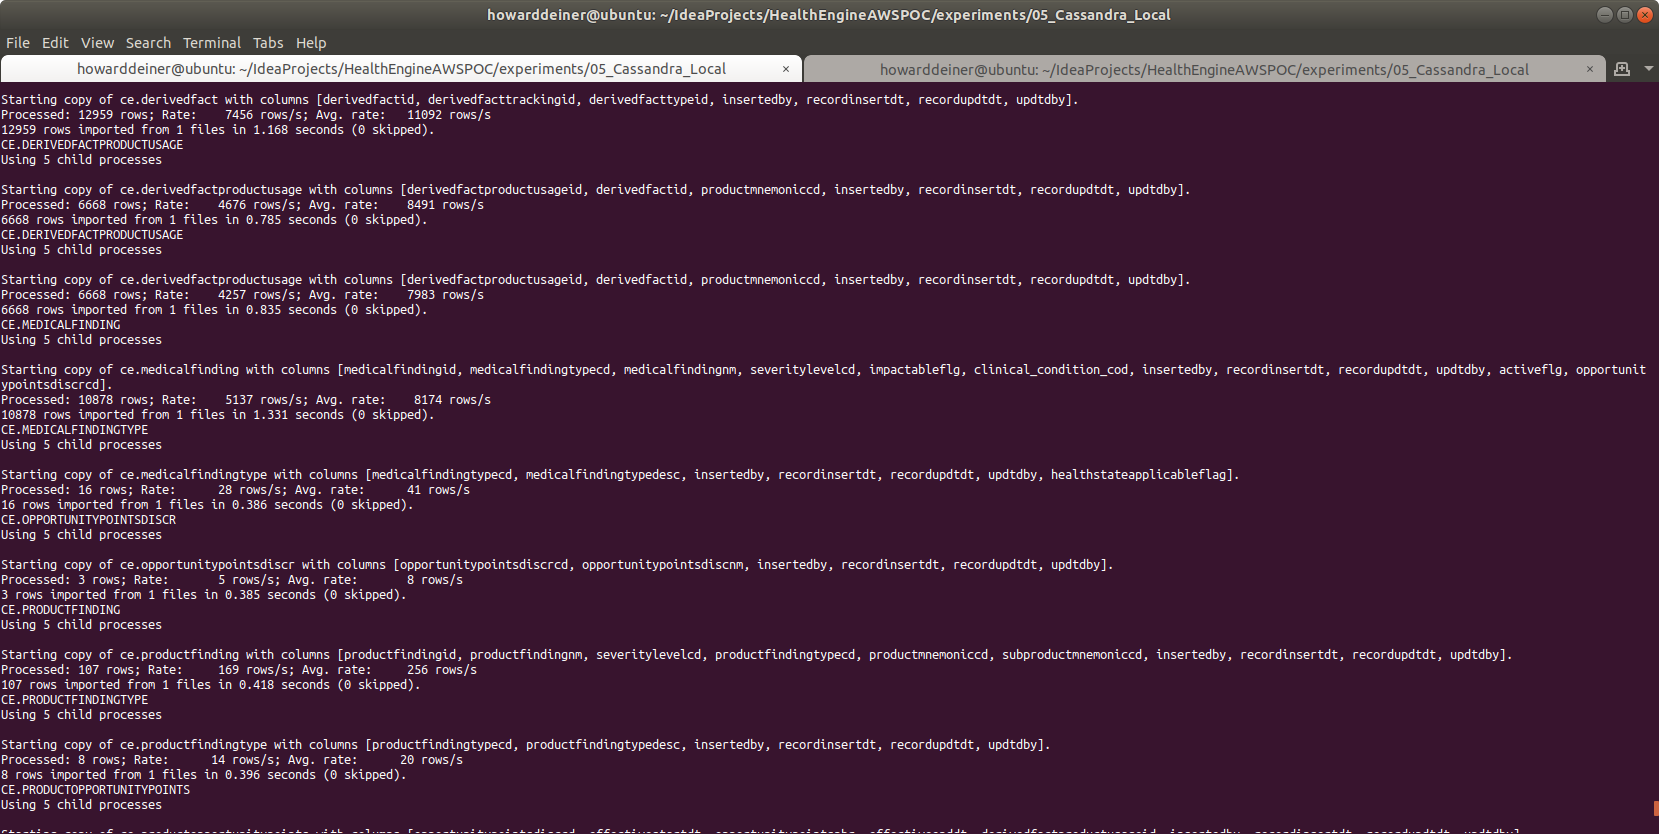 howarddeiner@ubuntu: ~/IdeaProjects/HealthEngineAWSPOC/experiments/05_Cassandra_Local
File Edit View Search Terminal Tabs Help
howarddeiner@ubuntu: ~/IdeaProjects/HealthEngineAWSPOC/experiments/05_Cassandra_Local × howarddeiner@ubuntu: ~/IdeaProjects/HealthEngineAWSPOC/experiments/05_Cassandra_Local ×
Starting copy of ce.derivedfact with columns [derivedfactid, derivedfacttrackingid, derivedfacttypeid, insertedby, recordinsertdt, recordupdtdt, updtdby].
Processed: 12959 rows; Rate:    7456 rows/s; Avg. rate:   11092 rows/s
12959 rows imported from 1 files in 1.168 seconds (0 skipped).
CE.DERIVEDFACTPRODUCTUSAGE
Using 5 child processes
Starting copy of ce.derivedfactproductusage with columns [derivedfactproductusageid, derivedfactid, productmnemoniccd, insertedby, recordinsertdt, recordupdtdt, updtdby].
Processed: 6668 rows; Rate:    4676 rows/s; Avg. rate:    8491 rows/s
6668 rows imported from 1 files in 0.785 seconds (0 skipped).
CE.DERIVEDFACTPRODUCTUSAGE
Using 5 child processes
Starting copy of ce.derivedfactproductusage with columns [derivedfactproductusageid, derivedfactid, productmnemoniccd, insertedby, recordinsertdt, recordupdtdt, updtdby].
Processed: 6668 rows; Rate:    4257 rows/s; Avg. rate:    7983 rows/s
6668 rows imported from 1 files in 0.835 seconds (0 skipped).
CE.MEDICALFINDING
Using 5 child processes
Starting copy of ce.medicalfinding with columns [medicalfindingid, medicalfindingtypecd, medicalfindingnm, severitylevelcd, impactableflg, clinical_condition_cod, insertedby, recordinsertdt, recordupdtdt, updtdby, activeflg, opportunit
ypointsdiscrcd].
Processed: 10878 rows; Rate:    5137 rows/s; Avg. rate:    8174 rows/s
10878 rows imported from 1 files in 1.331 seconds (0 skipped).
CE.MEDICALFINDINGTYPE
Using 5 child processes
Starting copy of ce.medicalfindingtype with columns [medicalfindingtypecd, medicalfindingtypedesc, insertedby, recordinsertdt, recordupdtdt, updtdby, healthstateapplicableflag].
Processed: 16 rows; Rate:      28 rows/s; Avg. rate:      41 rows/s
16 rows imported from 1 files in 0.386 seconds (0 skipped).
CE.OPPORTUNITYPOINTSDISCR
Using 5 child processes
Starting copy of ce.opportunitypointsdiscr with columns [opportunitypointsdiscrcd, opportunitypointsdiscnm, insertedby, recordinsertdt, recordupdtdt, updtdby].
Processed: 3 rows; Rate:       5 rows/s; Avg. rate:       8 rows/s
3 rows imported from 1 files in 0.385 seconds (0 skipped).
CE.PRODUCTFINDING
Using 5 child processes
Starting copy of ce.productfinding with columns [productfindingid, productfindingnm, severitylevelcd, productfindingtypecd, productmnemoniccd, subproductmnemoniccd, insertedby, recordinsertdt, recordupdtdt, updtdby].
Processed: 107 rows; Rate:     169 rows/s; Avg. rate:     256 rows/s
107 rows imported from 1 files in 0.418 seconds (0 skipped).
CE.PRODUCTFINDINGTYPE
Using 5 child processes
Starting copy of ce.productfindingtype with columns [productfindingtypecd, productfindingtypedesc, insertedby, recordinsertdt, recordupdtdt, updtdby].
Processed: 8 rows; Rate:      14 rows/s; Avg. rate:      20 rows/s
8 rows imported from 1 files in 0.396 seconds (0 skipped).
CE.PRODUCTOPPORTUNITYPOINTS
Using 5 child processes